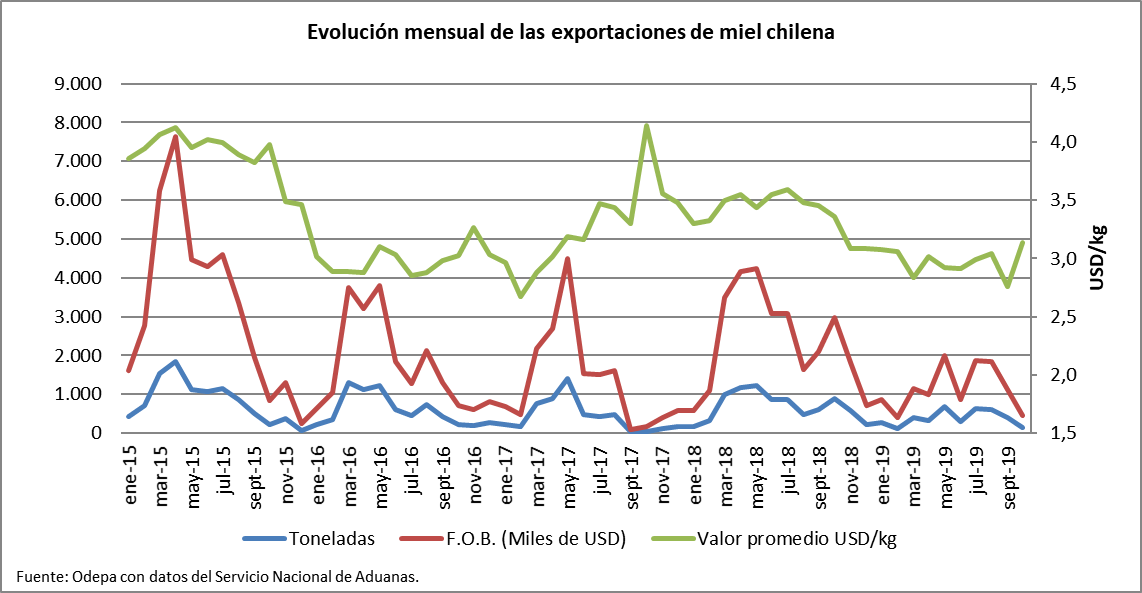 Evolución mensual de las exportaciones de miel chilena
9.000
8.000
7.000
6.000
5.000
4.000
3.000
2.000
1.000
0
4,5
4,0
3,5
3,0
2,5
2,0
1,5
USD/kg
ene-15
mar-15
may-15
jul-15
sept-15
nov-15
ene-16
mar-16
may-16
jul-16
sept-16
nov-16
ene-17
mar-17
may-17
jul-17
sept-17
nov-17
ene-18
mar-18
may-18
jul-18
sept-18
nov-18
ene-19
mar-19
may-19
jul-19
sept-19
Toneladas F.O.B. (Miles de USD) Valor promedio USD/kg
Fuente: Odepa con datos del Servicio Nacional de Aduanas.